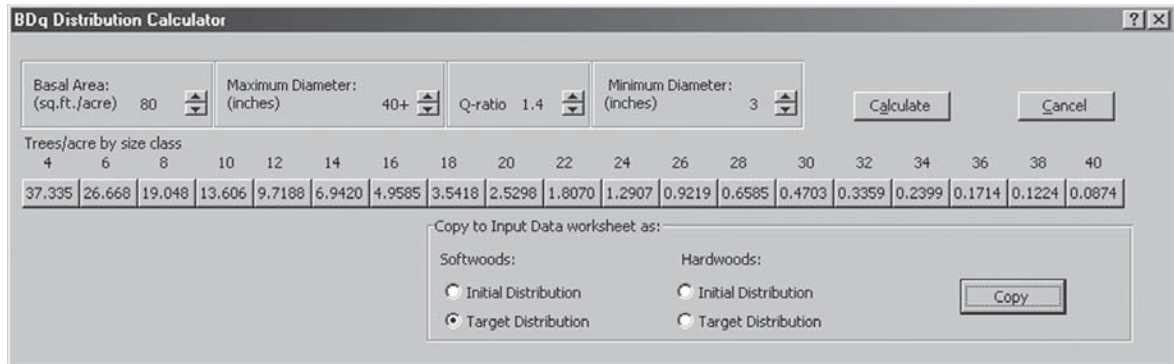 BDq Distribution Calculator
Basal Area: (sq.ft./acre) 80
Maximum Diameter: (inches) 40+
Q-ratio 1.4
Minimum Diameter: (inches) 3
Calculate
Cancel
Trees/acre by size class
4 6 8 10 12 14 16 18 20 22 24 26 28 30 32 34 36 38 40
37.335 26.668 19.048 13.606 9.7188 6.9420 4.9585 3.5418 2.5298 1.8070 1.2907 0.9219 0.6585 0.4703 0.3359 0.2399 0.1714 0.1224 0.0874
Copy to Input Data worksheet as:
Softwoods: Hardwoods:
Initial Distribution Initial Distribution
Copy
Target Distribution Target Distribution